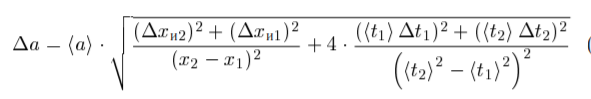 Δa − ⟨a⟩ · √( ((Δx_и2)² + (Δx_и1)²) / (x₂ − x₁)² + 4 · ((⟨t₁⟩ Δt₁)² + (⟨t₂⟩ Δt₂)²) / (⟨t₂⟩² − ⟨t₁⟩²)² ) (